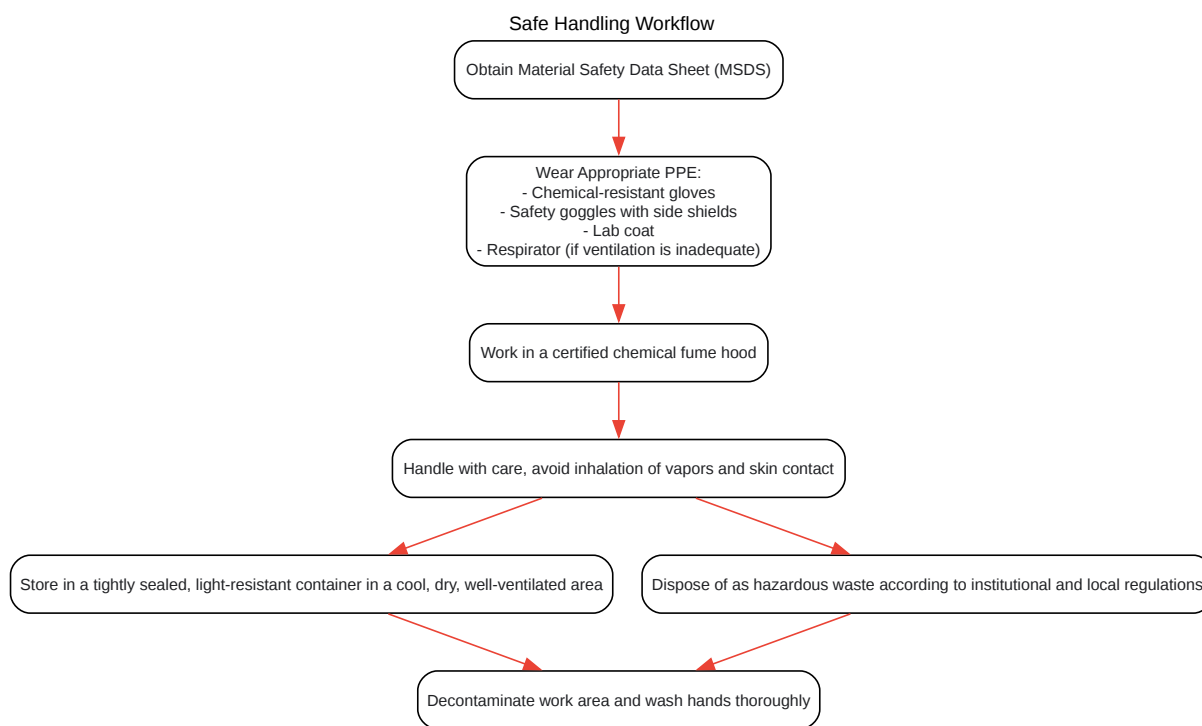 Safe Handling Workflow
Obtain Material Safety Data Sheet (MSDS)
Wear Appropriate PPE:
- Chemical-resistant gloves
- Safety goggles with side shields
- Lab coat
- Respirator (if ventilation is inadequate)
Work in a certified chemical fume hood
Handle with care, avoid inhalation of vapors and skin contact
Store in a tightly sealed, light-resistant container in a cool, dry, well-ventilated area
Dispose of as hazardous waste according to institutional and local regulations
Decontaminate work area and wash hands thoroughly